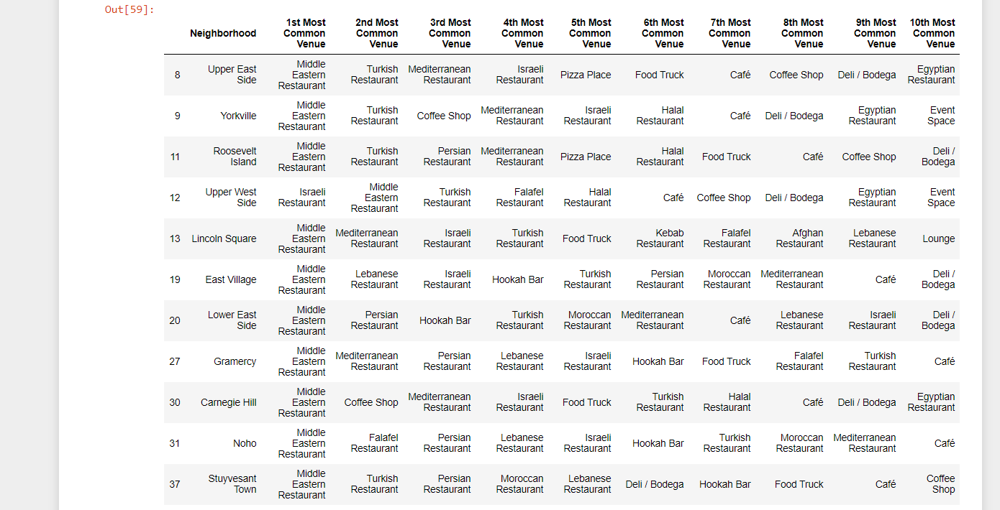 Out[59]:
Neighborhood 1st Most Common Venue 2nd Most Common Venue 3rd Most Common Venue 4th Most Common Venue 5th Most Common Venue 6th Most Common Venue 7th Most Common Venue 8th Most Common Venue 9th Most Common Venue 10th Most Common Venue
8 Upper East Side Middle Eastern Restaurant Turkish Restaurant Mediterranean Restaurant Israeli Restaurant Pizza Place Food Truck Café Coffee Shop Deli / Bodega Egyptian Restaurant
9 Yorkville Middle Eastern Restaurant Turkish Restaurant Coffee Shop Mediterranean Restaurant Israeli Restaurant Halal Restaurant Café Deli / Bodega Egyptian Restaurant Event Space
11 Roosevelt Island Middle Eastern Restaurant Turkish Restaurant Persian Restaurant Mediterranean Restaurant Pizza Place Halal Restaurant Food Truck Café Coffee Shop Deli / Bodega
12 Upper West Side Israeli Restaurant Middle Eastern Restaurant Turkish Restaurant Falafel Restaurant Halal Restaurant Café Coffee Shop Deli / Bodega Egyptian Restaurant Event Space
13 Lincoln Square Middle Eastern Restaurant Mediterranean Restaurant Israeli Restaurant Turkish Restaurant Food Truck Kebab Restaurant Falafel Restaurant Afghan Restaurant Lebanese Restaurant Lounge
19 East Village Middle Eastern Restaurant Lebanese Restaurant Israeli Restaurant Hookah Bar Turkish Restaurant Persian Restaurant Moroccan Restaurant Mediterranean Restaurant Café Deli / Bodega
20 Lower East Side Middle Eastern Restaurant Persian Restaurant Hookah Bar Turkish Restaurant Moroccan Restaurant Mediterranean Restaurant Café Lebanese Restaurant Israeli Restaurant Deli / Bodega
27 Gramercy Middle Eastern Restaurant Mediterranean Restaurant Persian Restaurant Lebanese Restaurant Israeli Restaurant Hookah Bar Food Truck Falafel Restaurant Turkish Restaurant Café
30 Carnegie Hill Middle Eastern Restaurant Coffee Shop Mediterranean Restaurant Israeli Restaurant Food Truck Turkish Restaurant Halal Restaurant Café Deli / Bodega Egyptian Restaurant
31 Noho Middle Eastern Restaurant Falafel Restaurant Persian Restaurant Lebanese Restaurant Israeli Restaurant Hookah Bar Turkish Restaurant Moroccan Restaurant Mediterranean Restaurant Café
37 Stuyvesant Town Middle Eastern Restaurant Turkish Restaurant Persian Restaurant Moroccan Restaurant Lebanese Restaurant Deli / Bodega Hookah Bar Food Truck Café Coffee Shop